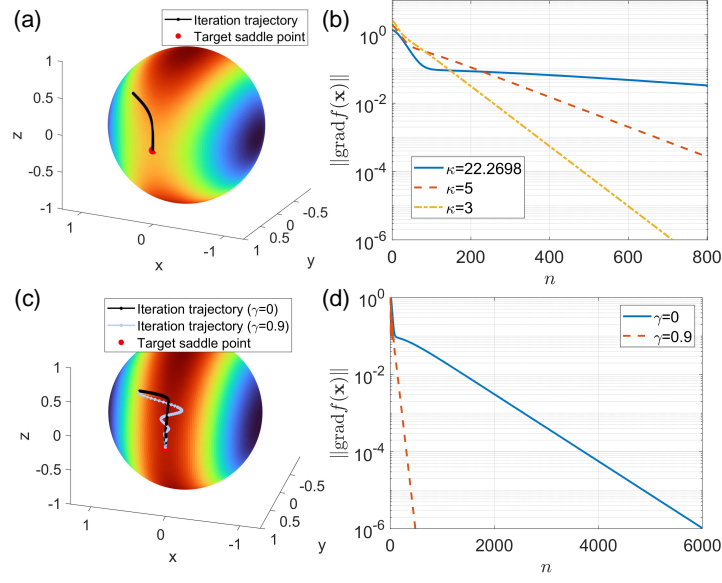 (a)
Iteration trajectory
Target saddle point
1
0.5
0
-0.5
-1
z
1
0
-1
x
1
0.5
0
-0.5
y
(b)
10^0
10^-2
10^-4
10^-6
||grad f(x)||
κ=22.2698
κ=5
κ=3
0 200 400 600 800
n
(c)
Iteration trajectory (γ=0)
Iteration trajectory (γ=0.9)
Target saddle point
1
0.5
0
-0.5
-1
z
1
0
-1
x
1
0.5
0
-0.5
y
(d)
10^0
10^-2
10^-4
10^-6
||grad f(x)||
γ=0
γ=0.9
0 2000 4000 6000
n